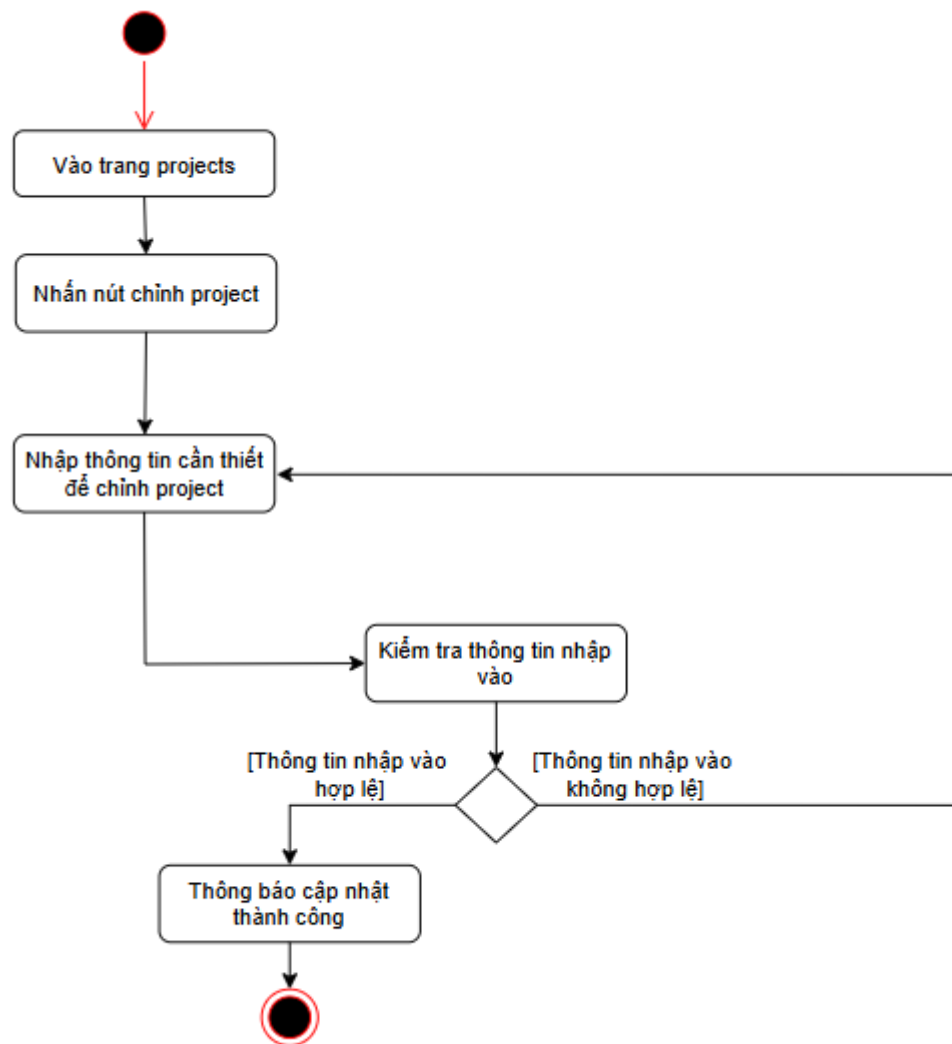 Vào trang projects
Nhấn nút chỉnh project
Nhập thông tin cần thiết
để chỉnh project
Kiểm tra thông tin nhập
vào
[Thông tin nhập vào
hợp lệ]
[Thông tin nhập vào
không hợp lệ]
Thông báo cập nhật
thành công